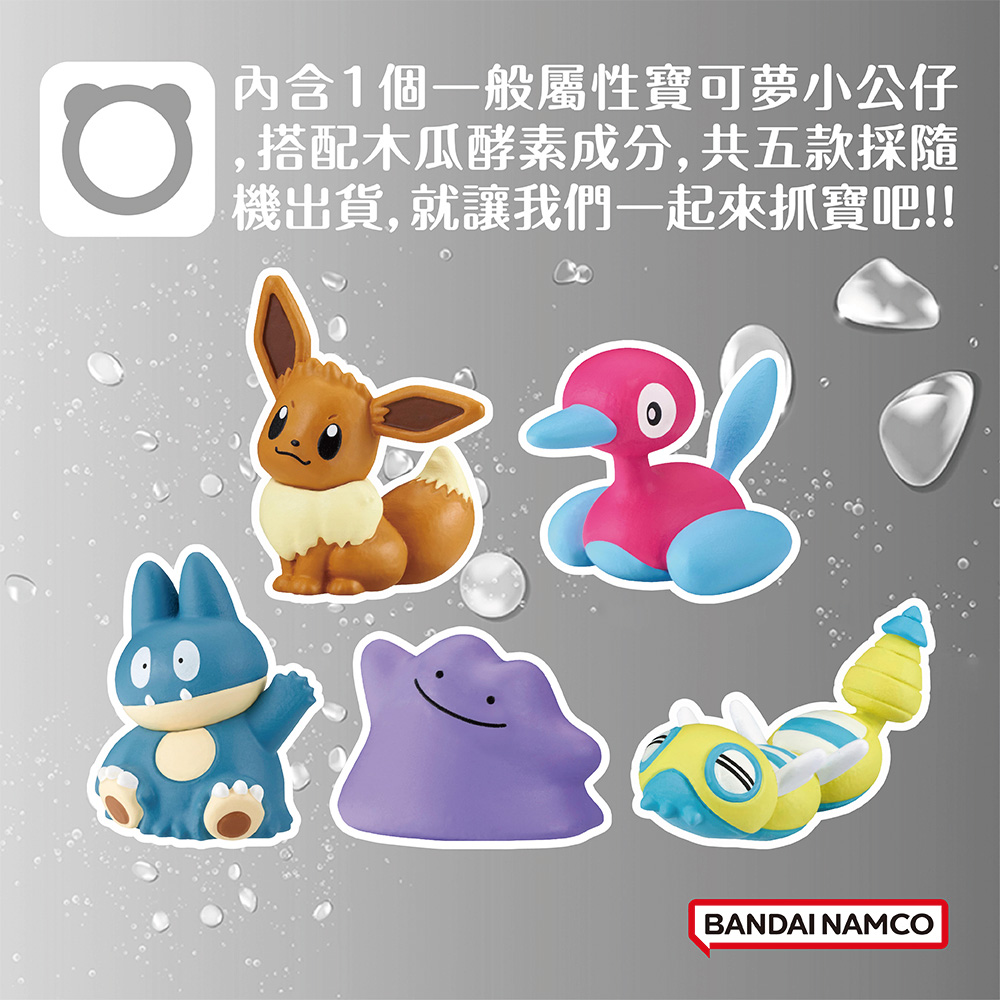 內含1個一般屬性寶可夢小公仔
,搭配木瓜酵素成分,共五款採隨
機出貨,就讓我們一起來抓寶吧!!
BANDAI NAMCO